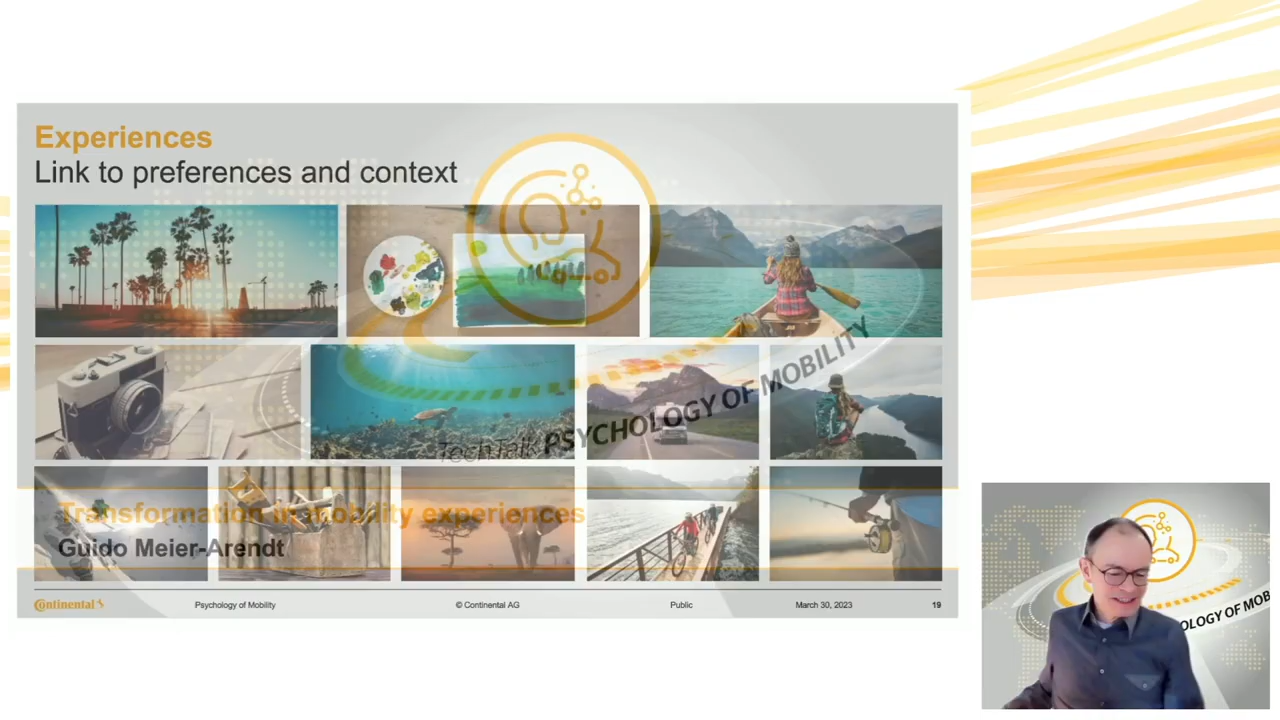 Experiences
Link to preferences and context
TechTalk PSYCHOLOGY OF MOBILITY
Transformation in mobility experiences
Guido Meier-Arendt
Continental
Psychology of Mobility
© Continental AG
Public
March 30, 2023
19
OLOGY OF MOB